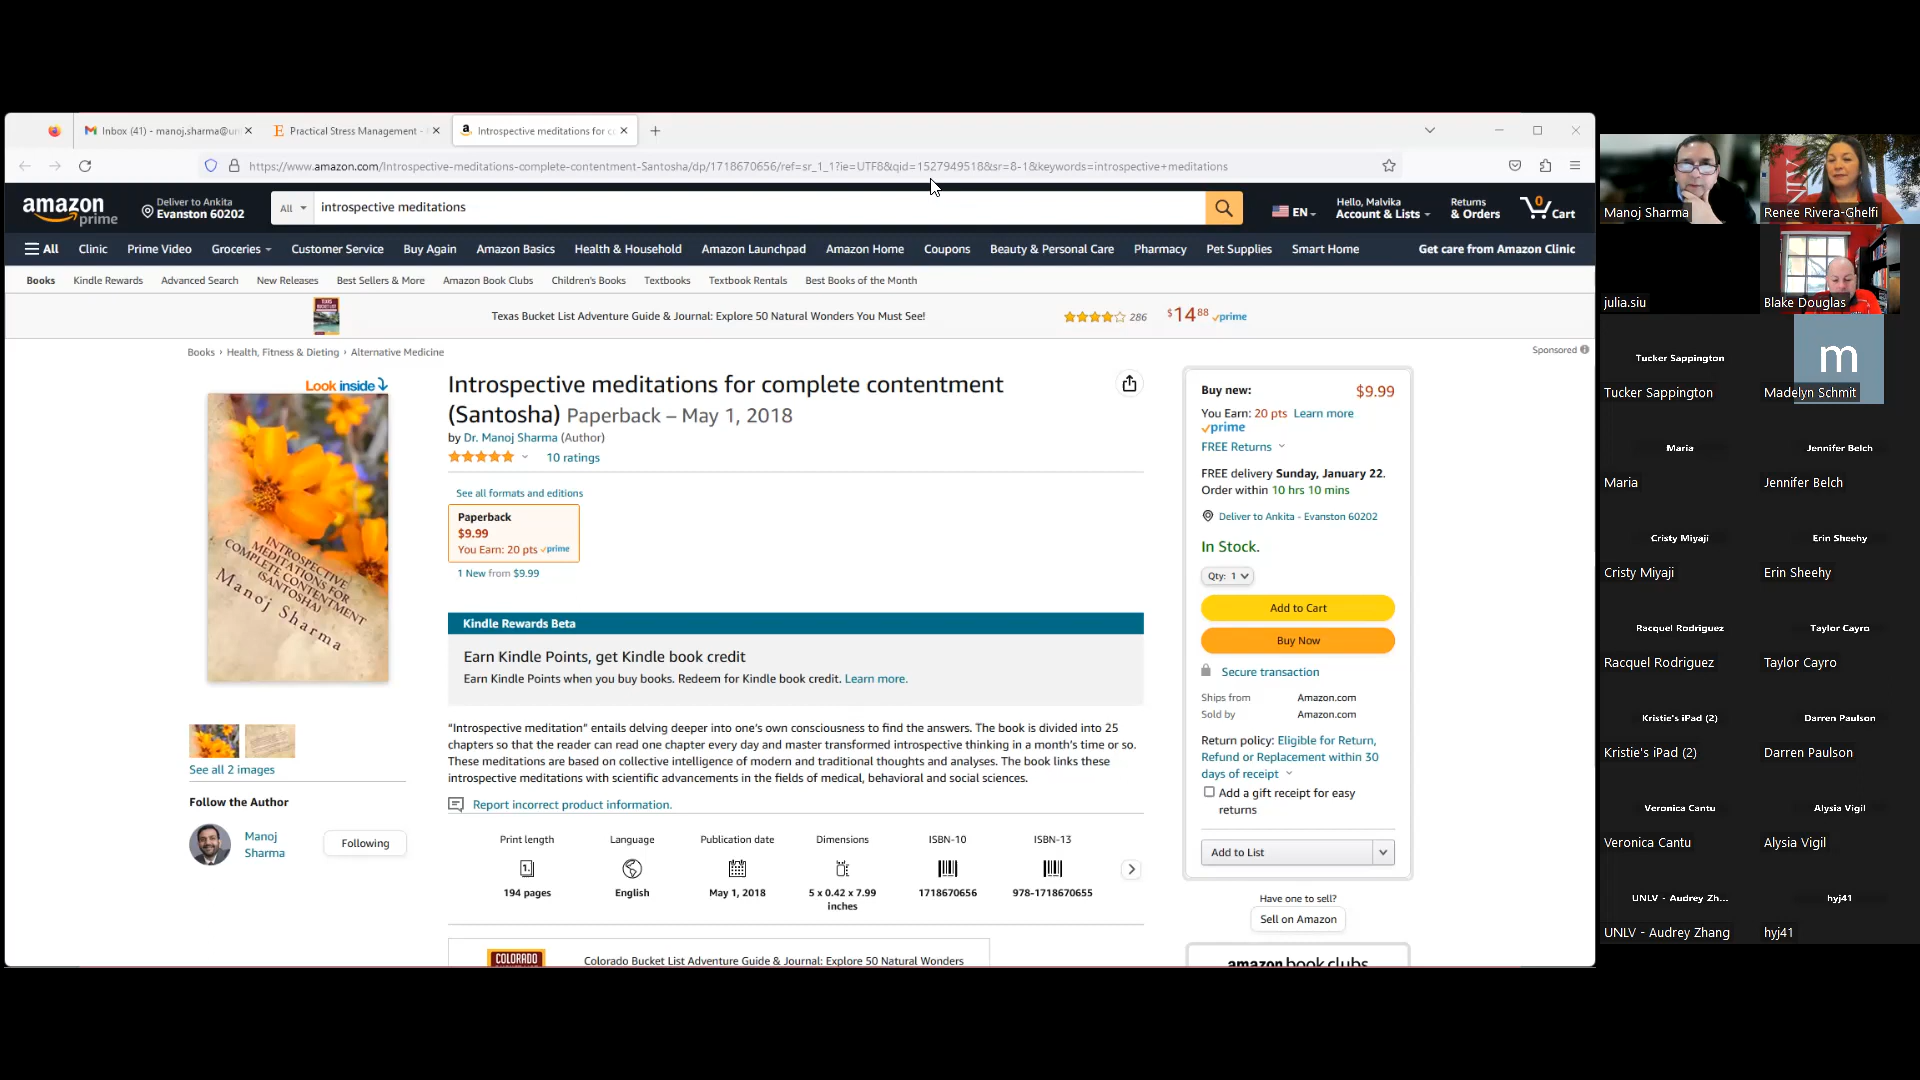 Inbox (41) - manoj.sharma@un
Practical Stress Management -
Introspective meditations for co
https://www.amazon.com/Introspective-meditations-complete-contentment-Santosha/dp/1718670656/ref=sr_1_1?ie=UTF8&qid=1527949518&sr=8-1&keywords=introspective+meditations
amazon prime
Deliver to Ankita
Evanston 60202
All
introspective meditations
EN
Hello, Malvika
Account & Lists
Returns
& Orders
0
Cart
All
Clinic
Prime Video
Groceries
Customer Service
Buy Again
Amazon Basics
Health & Household
Amazon Launchpad
Amazon Home
Coupons
Beauty & Personal Care
Pharmacy
Pet Supplies
Smart Home
Get care from Amazon Clinic
Books
Kindle Rewards
Advanced Search
New Releases
Best Sellers & More
Amazon Book Clubs
Children's Books
Textbooks
Textbook Rentals
Best Books of the Month
Texas Bucket List Adventure Guide & Journal: Explore 50 Natural Wonders You Must See!
286
$14 88 prime
Sponsored
Books › Health, Fitness & Dieting › Alternative Medicine
Look inside
INTROSPECTIVE
MEDITATIONS FOR
COMPLETE CONTENTMENT
(SANTOSHA)
Manoj Sharma
See all 2 images
Follow the Author
Manoj
Sharma
Following
Introspective meditations for complete contentment
(Santosha) Paperback – May 1, 2018
by Dr. Manoj Sharma (Author)
10 ratings
See all formats and editions
Paperback
$9.99
You Earn: 20 pts prime
1 New from $9.99
Kindle Rewards Beta
Earn Kindle Points, get Kindle book credit
Earn Kindle Points when you buy books. Redeem for Kindle book credit. Learn more.
"Introspective meditation" entails delving deeper into one's own consciousness to find the answers. The book is divided into 25
chapters so that the reader can read one chapter every day and master transformed introspective thinking in a month's time or so.
These meditations are based on collective intelligence of modern and traditional thoughts and analyses. The book links these
introspective meditations with scientific advancements in the fields of medical, behavioral and social sciences.
Report incorrect product information.
Print length
194 pages
Language
English
Publication date
May 1, 2018
Dimensions
5 x 0.42 x 7.99
inches
ISBN-10
1718670656
ISBN-13
978-1718670655
COLORADO
Colorado Bucket List Adventure Guide & Journal: Explore 50 Natural Wonders
Buy new:
$9.99
You Earn: 20 pts Learn more
prime
FREE Returns
FREE delivery Sunday, January 22.
Order within 10 hrs 10 mins
Deliver to Ankita - Evanston 60202
In Stock.
Qty: 1
Add to Cart
Buy Now
Secure transaction
Ships from Amazon.com
Sold by Amazon.com
Return policy: Eligible for Return,
Refund or Replacement within 30
days of receipt
Add a gift receipt for easy
returns
Add to List
Have one to sell?
Sell on Amazon
amazon book clubs
Manoj Sharma
Renee Rivera-Ghelfi
julia.siu
Blake Douglas
Tucker Sappington
Tucker Sappington
m
Madelyn Schmit
Maria
Maria
Jennifer Belch
Jennifer Belch
Cristy Miyaji
Cristy Miyaji
Erin Sheehy
Erin Sheehy
Racquel Rodriguez
Racquel Rodriguez
Taylor Cayro
Taylor Cayro
Kristie's iPad (2)
Kristie's iPad (2)
Darren Paulson
Darren Paulson
Veronica Cantu
Veronica Cantu
Alysia Vigil
Alysia Vigil
UNLV - Audrey Zh...
UNLV - Audrey Zhang
hyj41
hyj41